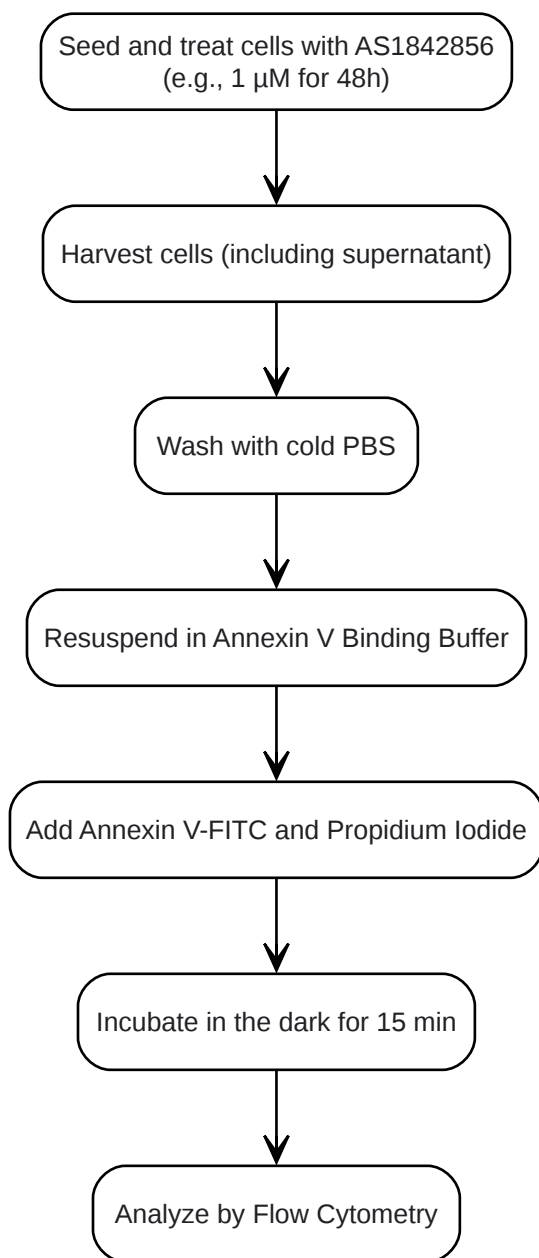 Seed and treat cells with AS1842856
(e.g., 1 µM for 48h)
Harvest cells (including supernatant)
Wash with cold PBS
Resuspend in Annexin V Binding Buffer
Add Annexin V-FITC and Propidium Iodide
Incubate in the dark for 15 min
Analyze by Flow Cytometry